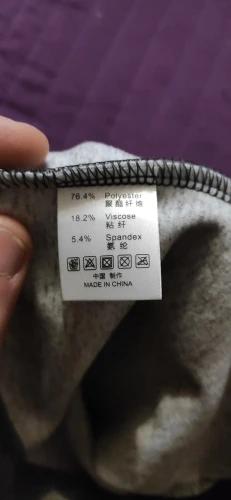 76.4% Polyester
聚酯纤维
18.2% Viscose
粘纤
5.4% Spandex
氨纶
中国 制作
MADE IN CHINA